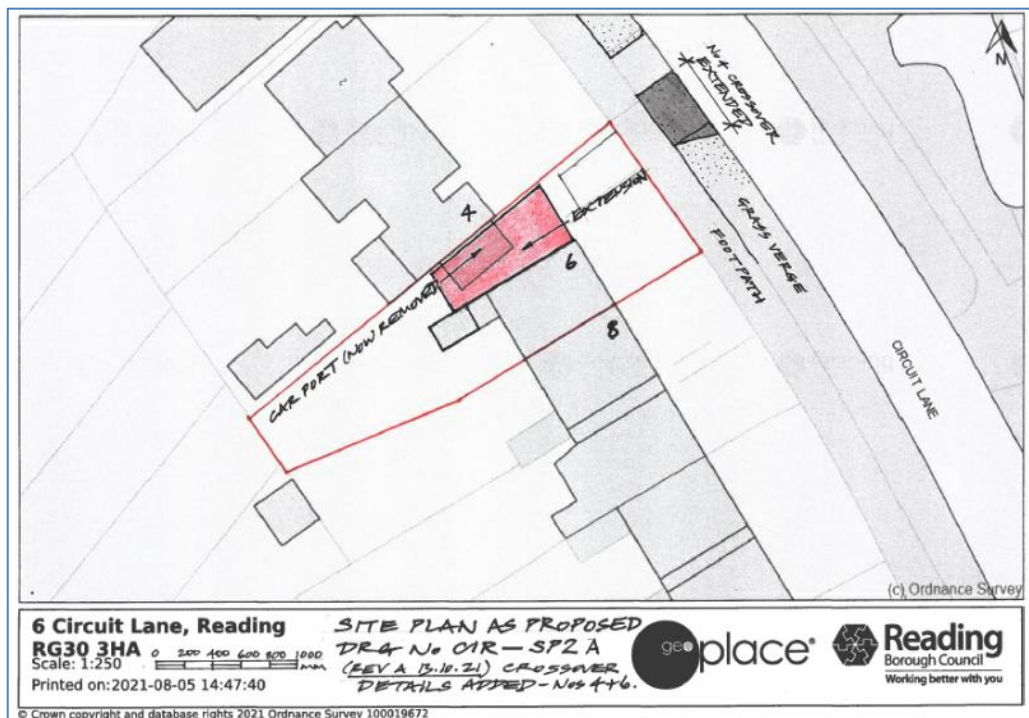 N
No 4 CROSSOVER
EXTENDED
4
EXTENSION
6
8
CAR PORT (NOW REMOVED
GRASS VERGE
FOOTPATH
CIRCUIT LANE
(c) Ordnance Survey
6 Circuit Lane, Reading
RG30 3HA
Scale: 1:250
0 200 400 600 800 1000
mm
Printed on:2021-08-05 14:47:40
SITE PLAN AS PROPOSED
DRG No CIR - SP2 A
(REV A 13.10.21) CROSSOVER
DETAILS ADDED - Nos 4+6.
geoplace®
Reading
Borough Council
Working better with you
© Crown copyright and database rights 2021 Ordnance Survey 100019672